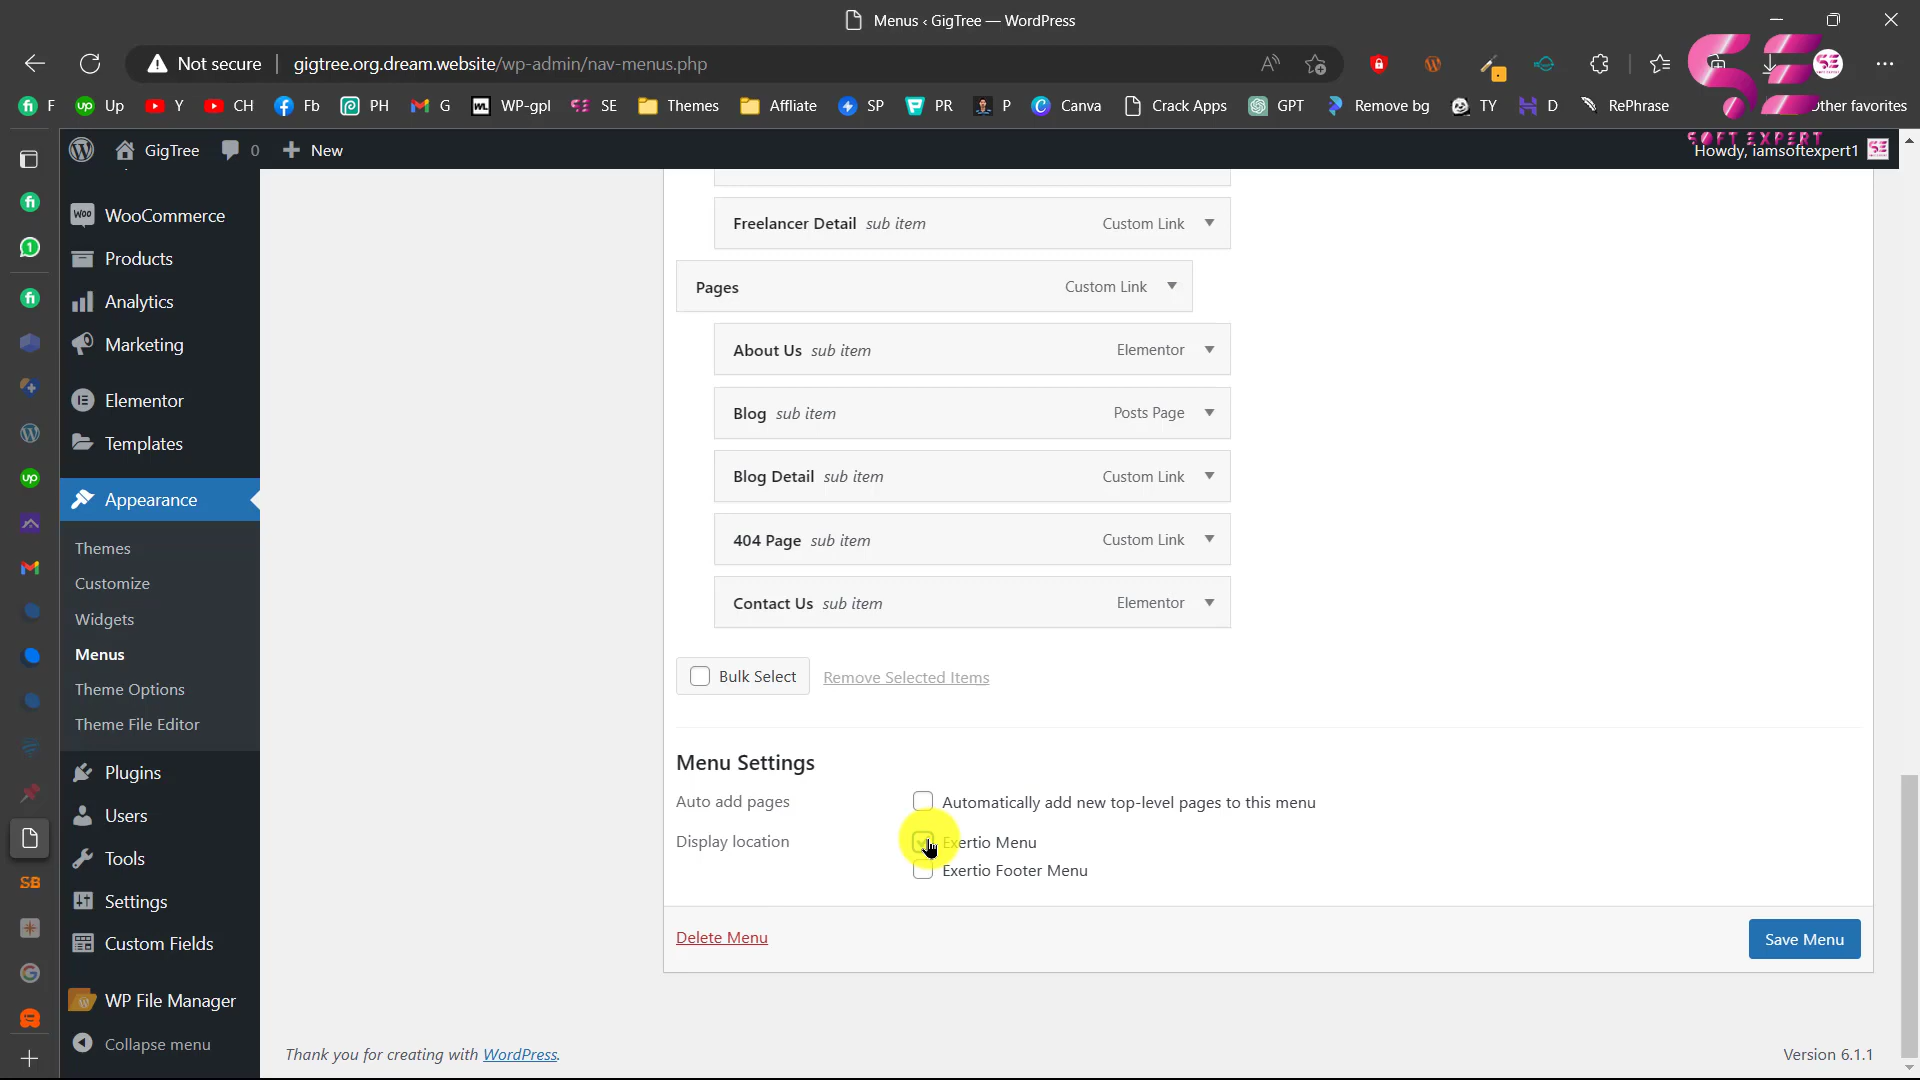 Menus ‹ GigTree — WordPress
Not secure
gigtree.org.dream.website/wp-admin/nav-menus.php
F
Up
Y
CH
Fb
PH
G
WP-gpl
SE
Themes
Affliate
SP
PR
P
Canva
Crack Apps
GPT
Remove bg
TY
D
RePhrase
Other favorites
SOFT EXPERT
GigTree
0
New
Howdy, iamsoftexpert1
WooCommerce
Products
Analytics
Marketing
Elementor
Templates
Appearance
Themes
Customize
Widgets
Menus
Theme Options
Theme File Editor
Plugins
Users
Tools
Settings
Custom Fields
WP File Manager
Collapse menu
Freelancer Detail sub item Custom Link
Pages Custom Link
About Us sub item Elementor
Blog sub item Posts Page
Blog Detail sub item Custom Link
404 Page sub item Custom Link
Contact Us sub item Elementor
Bulk Select Remove Selected Items
Menu Settings
Auto add pages Automatically add new top-level pages to this menu
Display location Exertio Menu
Exertio Footer Menu
Delete Menu Save Menu
Thank you for creating with WordPress. Version 6.1.1